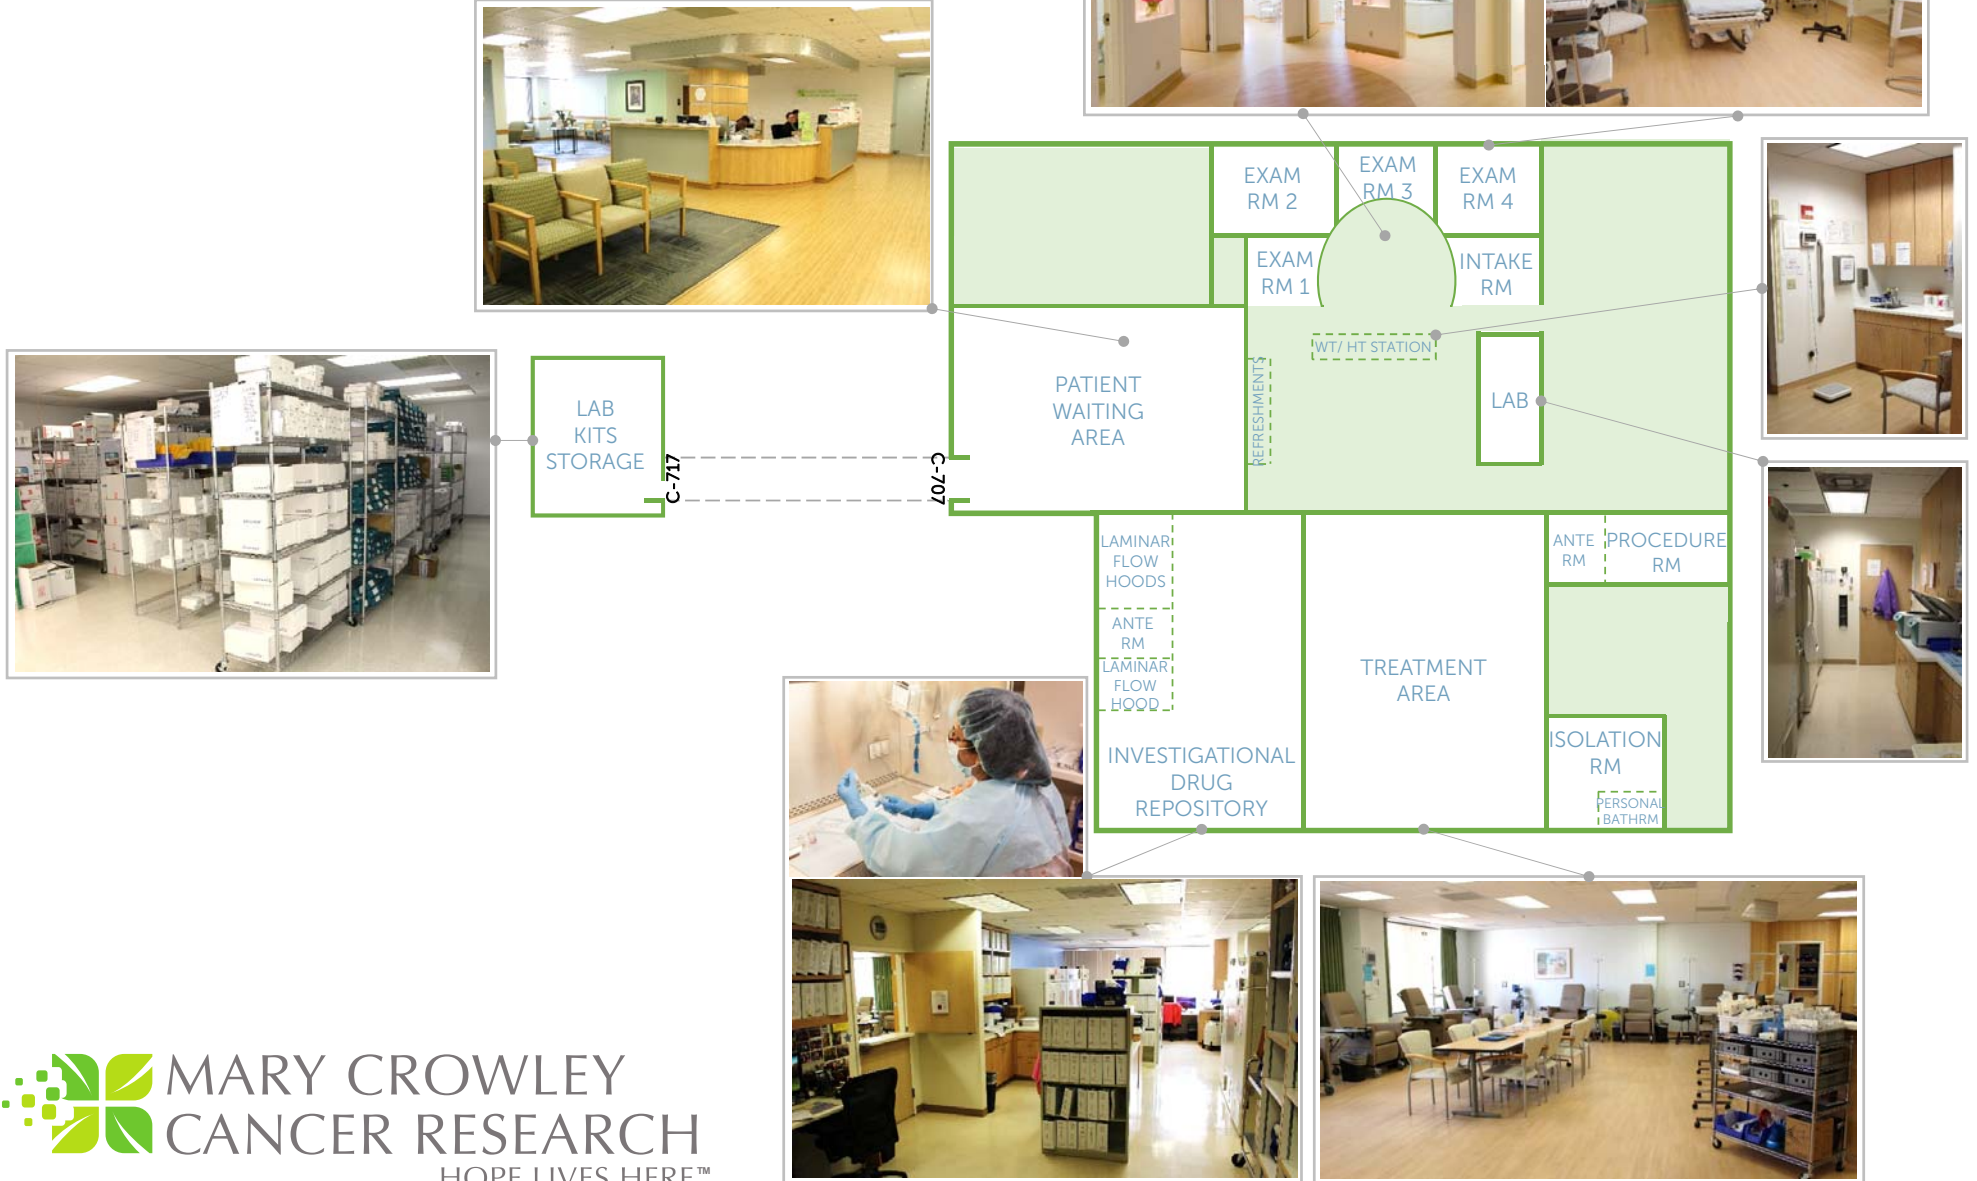 EXAM
RM 2
EXAM
RM 3
EXAM
RM 4
EXAM
RM 1
INTAKE
RM
WT/ HT STATION
REFRESHMENTS
LAB
PATIENT
WAITING
AREA
LAB
KITS
STORAGE
C-717
C-707
LAMINAR
FLOW
HOODS
ANTE
RM
LAMINAR
FLOW
HOOD
INVESTIGATIONAL
DRUG
REPOSITORY
TREATMENT
AREA
ANTE
RM
PROCEDURE
RM
ISOLATION
RM
PERSONAL
BATHRM
MARY CROWLEY
CANCER RESEARCH
HOPE LIVES HERE™